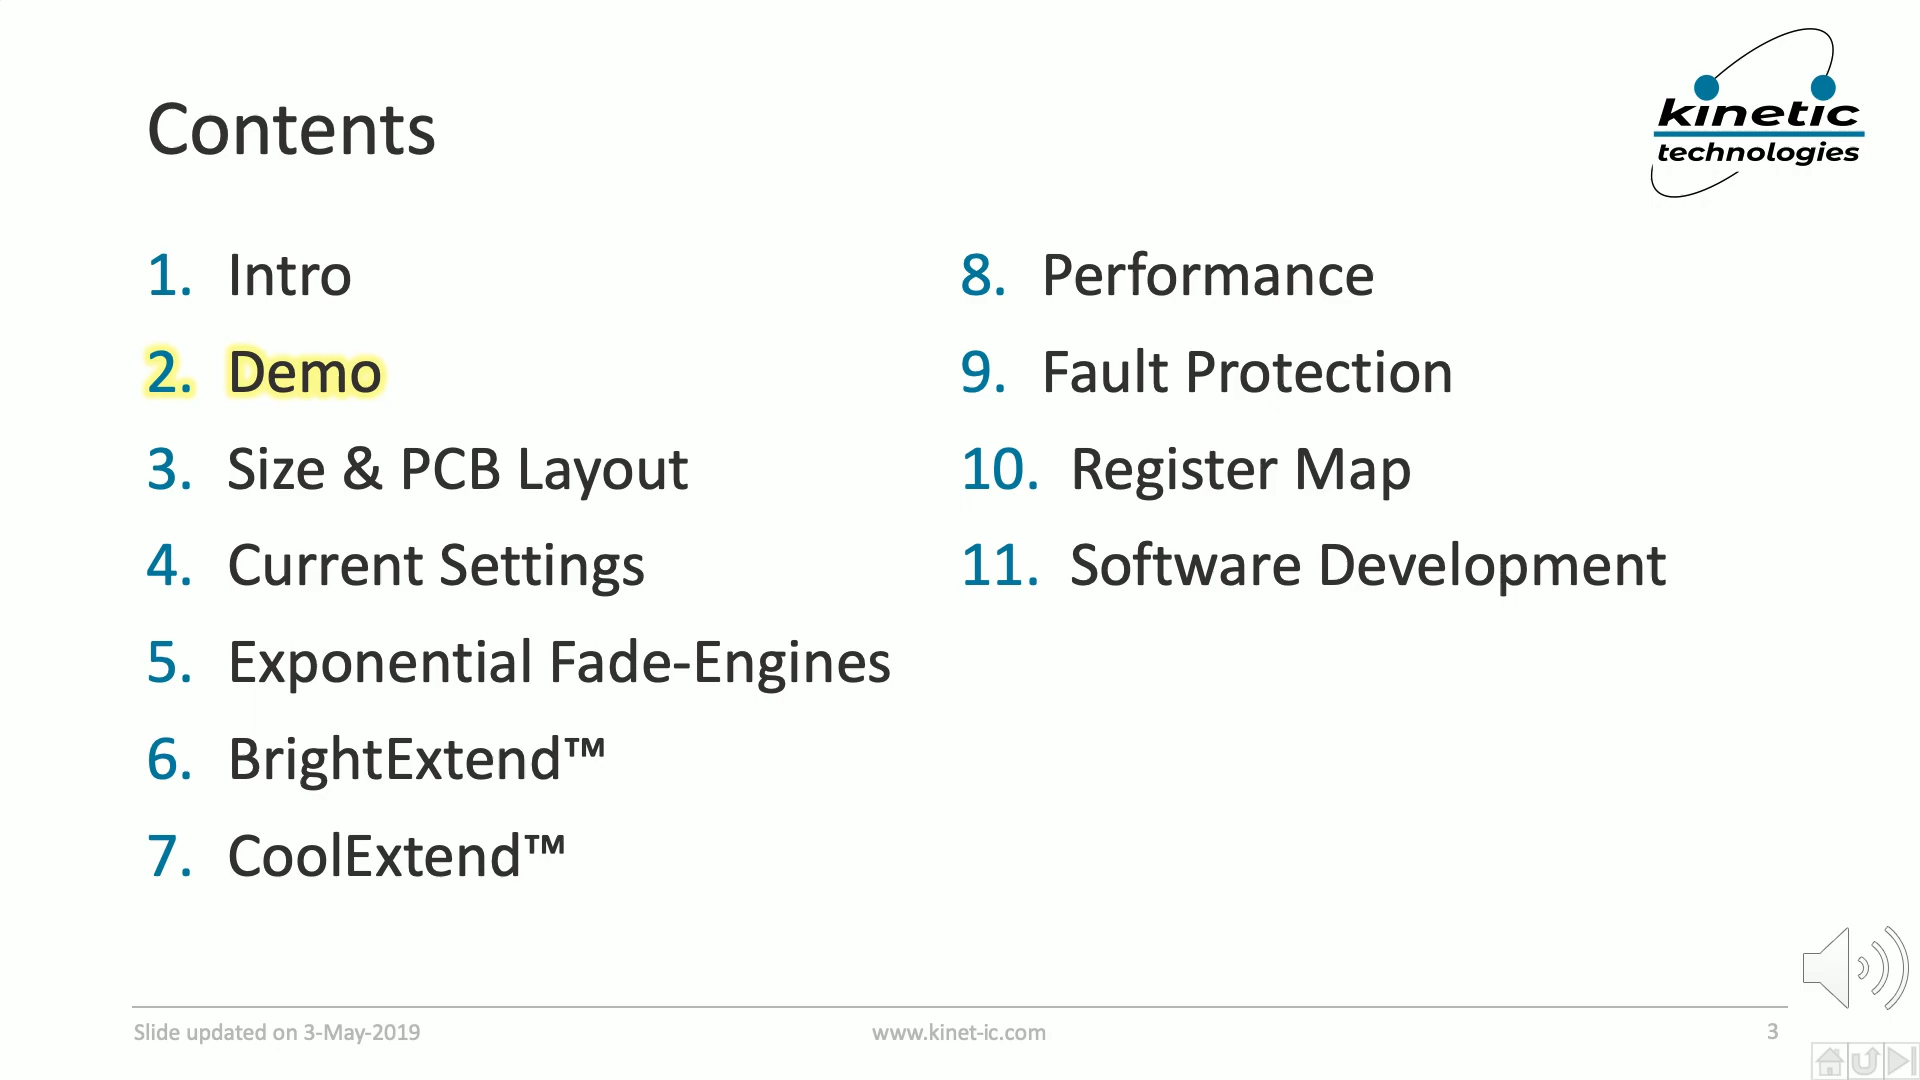 Contents
kinetic
technologies
1. Intro
2. Demo
3. Size & PCB Layout
4. Current Settings
5. Exponential Fade-Engines
6. BrightExtend™
7. CoolExtend™
8. Performance
9. Fault Protection
10. Register Map
11. Software Development
Slide updated on 3-May-2019
www.kinet-ic.com
3